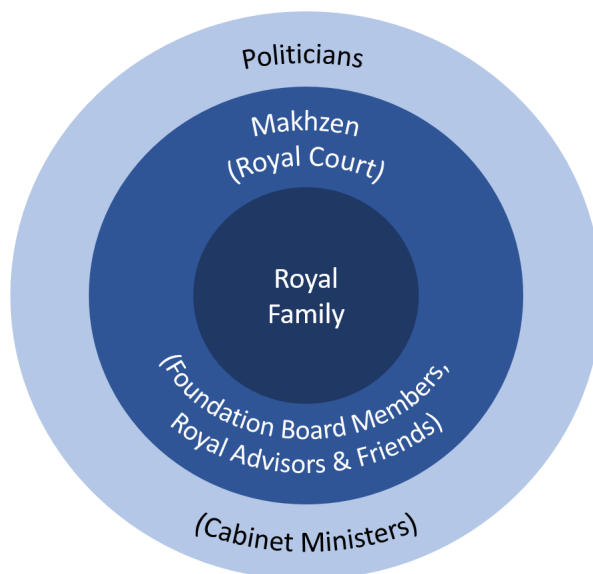 Politicians
Makhzen
(Royal Court)
Royal
Family
(Foundation Board Members,
Royal Advisors & Friends)
(Cabinet Ministers)